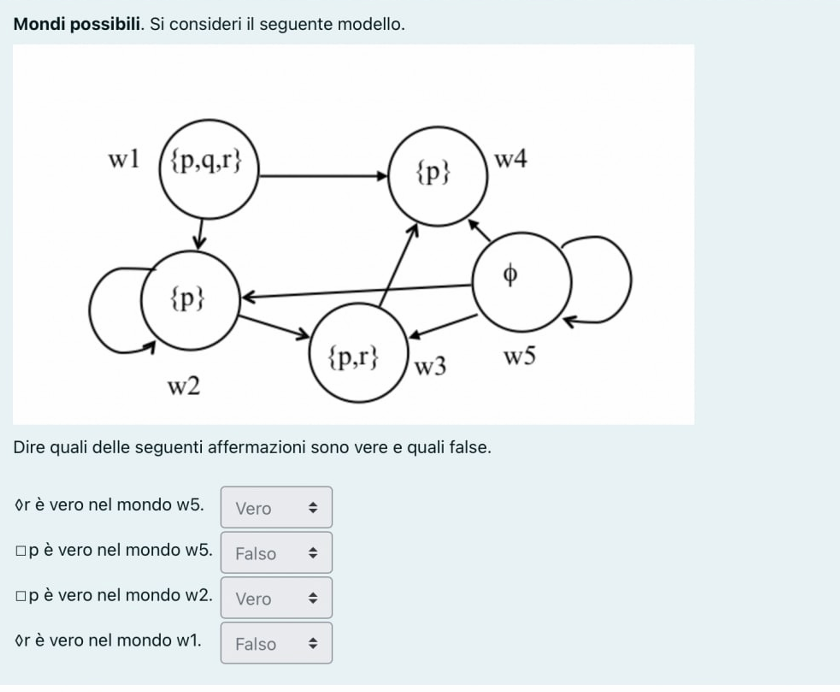 Mondi possibili. Si consideri il seguente modello.
w1 {p,q,r} {p} w4
{p} ϕ
{p,r} w3 w5
w2
Dire quali delle seguenti affermazioni sono vere e quali false.
◊r è vero nel mondo w5. Vero
□p è vero nel mondo w5. Falso
□p è vero nel mondo w2. Vero
◊r è vero nel mondo w1. Falso